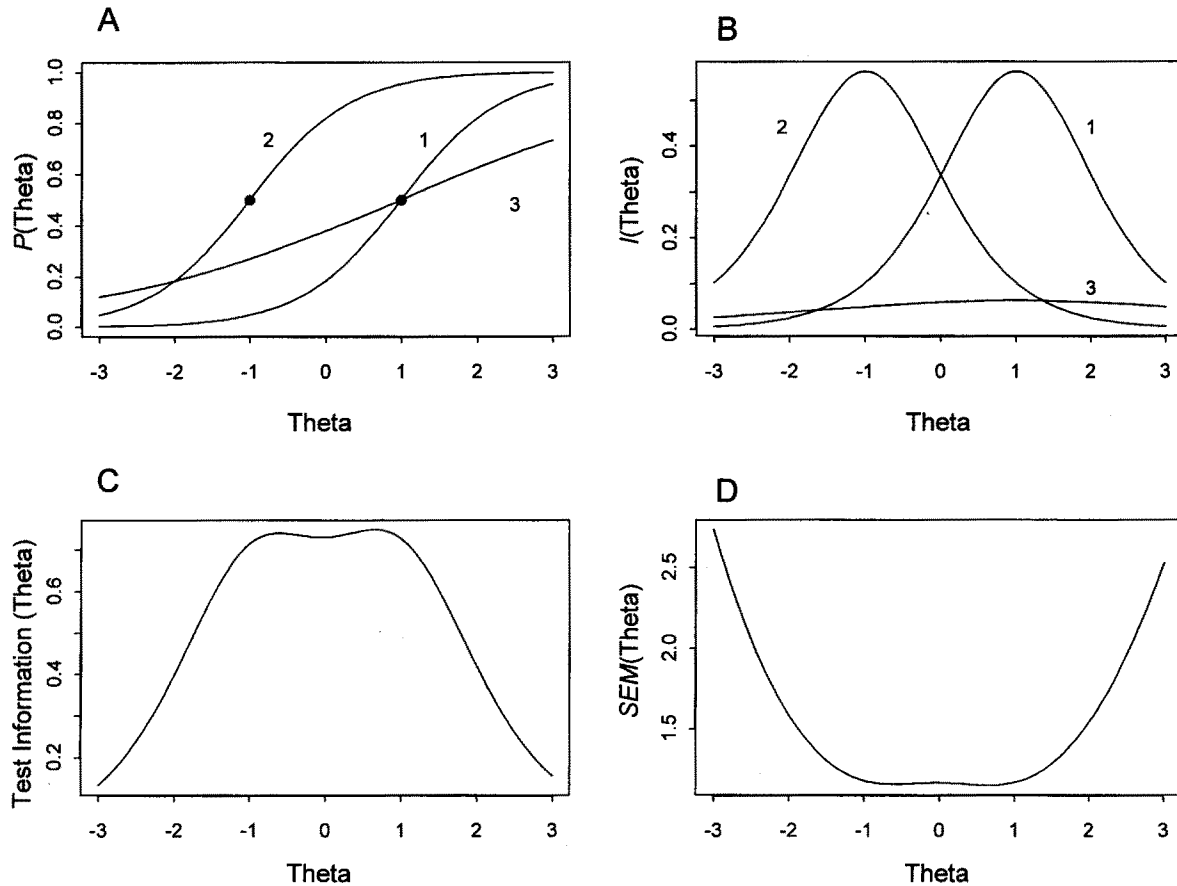 A
P(Theta)
1.0
0.8
0.6
0.4
0.2
0.0
2
1
3
-3 -2 -1 0 1 2 3
Theta
B
I(Theta)
0.4
0.2
0.0
2
1
3
-3 -2 -1 0 1 2 3
Theta
C
Test Information (Theta)
0.6
0.4
0.2
-3 -2 -1 0 1 2 3
Theta
D
SEM(Theta)
2.5
2.0
1.5
-3 -2 -1 0 1 2 3
Theta